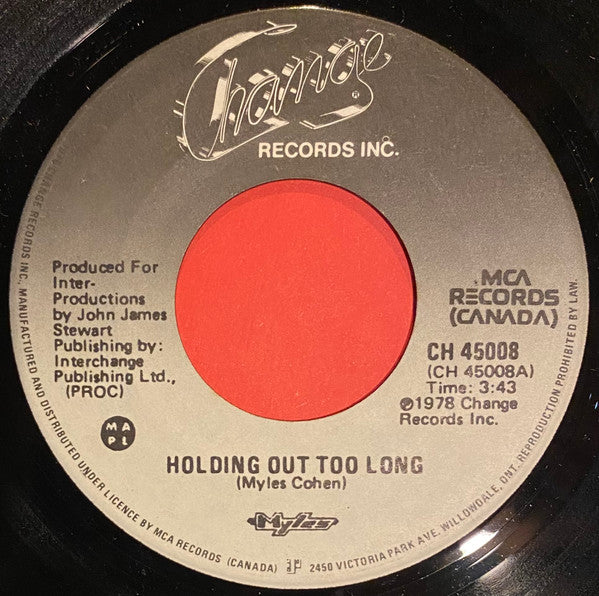 Change
®
RECORDS INC.
Produced For
Inter-
Productions
by John James
Stewart
Publishing by:
Interchange
Publishing Ltd.,
(PROC)
MCA
RECORDS
(CANADA)
CH 45008
(CH 45008A)
Time: 3:43
℗1978 Change
Records Inc.
M A
P L
HOLDING OUT TOO LONG
(Myles Cohen)
Myles
CHANGE RECORDS INC., MANUFACTURED AND DISTRIBUTED UNDER LICENCE BY MCA RECORDS (CANADA) 2450 VICTORIA PARK AVE. WILLOWDALE, ONT. REPRODUCTION PROHIBITED BY LAW.